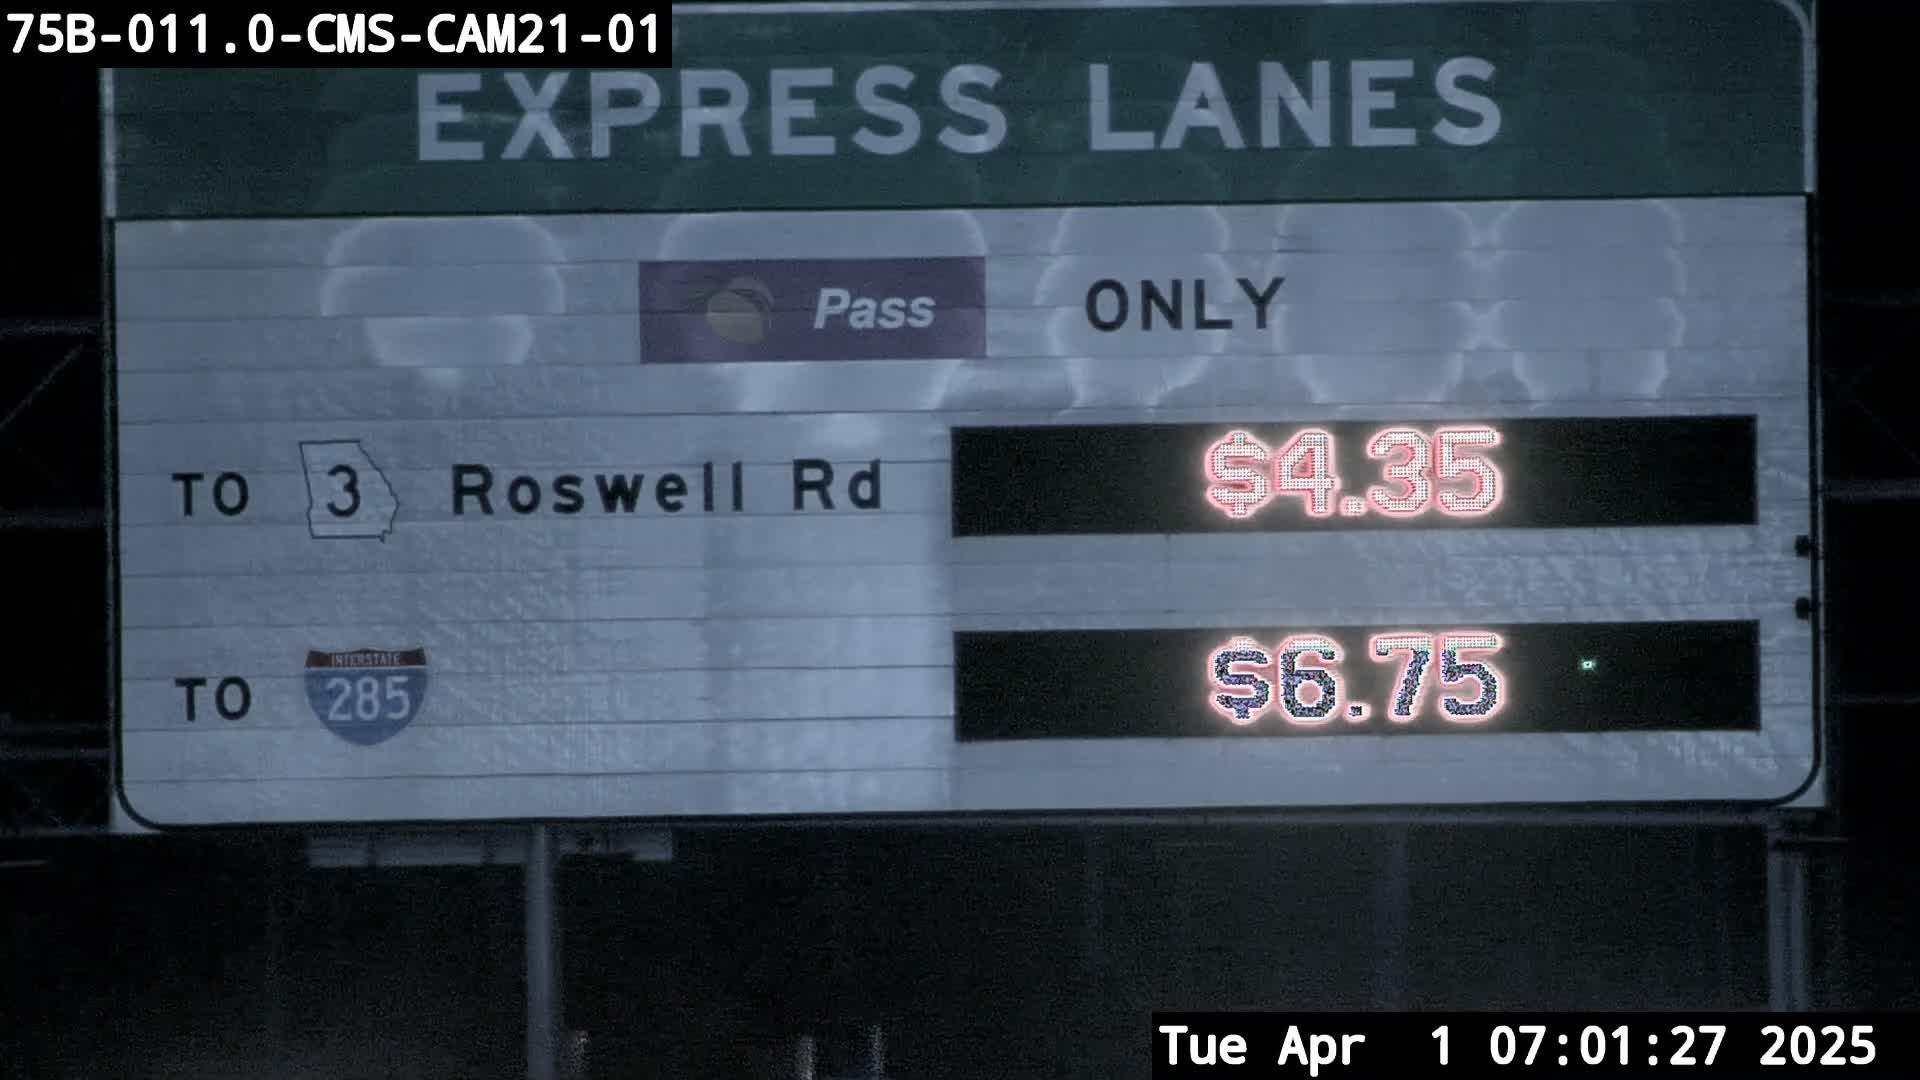 75B-011.0-CMS-CAM21-01
EXPRESS LANES
Pass ONLY
TO 3 Roswell Rd $4.35
TO INTERSTATE 285 $6.75
Tue Apr 1 07:01:27 2025